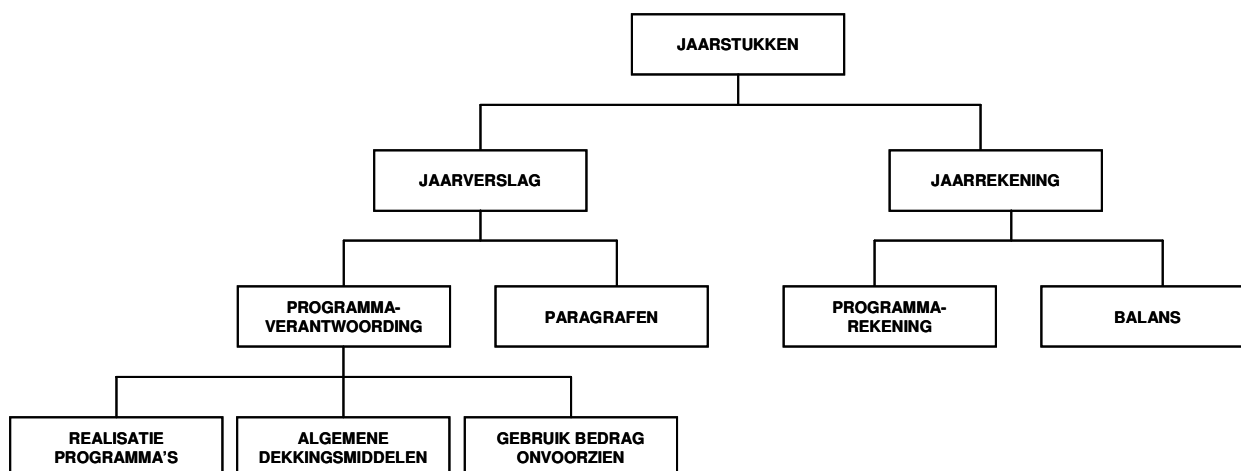 JAARSTUKKEN
JAARVERSLAG
JAARREKENING
PROGRAMMA-
VERANTWOORDING
PARAGRAFEN
PROGRAMMA-
REKENING
BALANS
REALISATIE
PROGRAMMA'S
ALGEMENE
DEKKINGSMIDDELEN
GEBRUIK BEDRAG
ONVOORZIEN